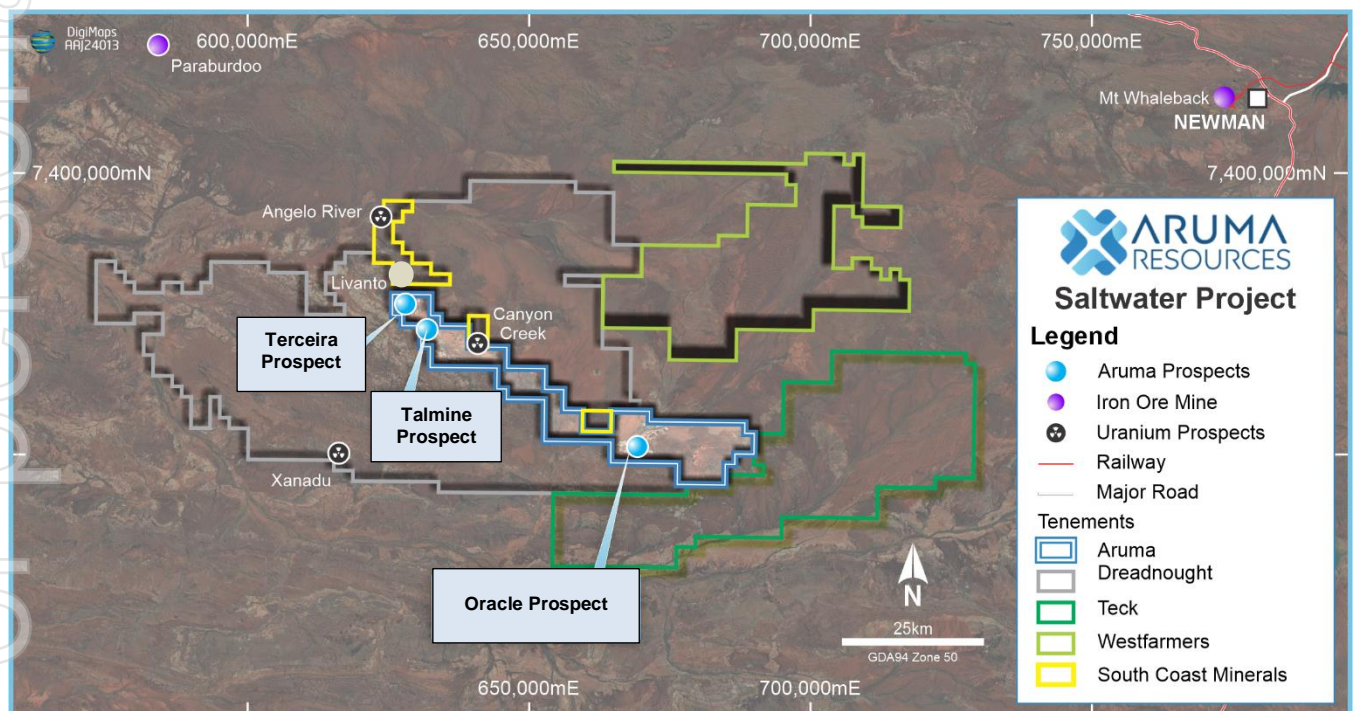 DigiMaps
AAJ24013
600,000mE
650,000mE
700,000mE
750,000mE
Paraburdoo
Mt Whaleback
NEWMAN
7,400,000mN
7,400,000mN
Angelo River
Livanto
Canyon
Creek
Terceira
Prospect
Talmine
Prospect
Xanadu
Oracle Prospect
N
25km
GDA94 Zone 50
650,000mE
700,000mE
ARUMA
RESOURCES
Saltwater Project
Legend
Aruma Prospects
Iron Ore Mine
Uranium Prospects
Railway
Major Road
Tenements
Aruma
Dreadnought
Teck
Westfarmers
South Coast Minerals